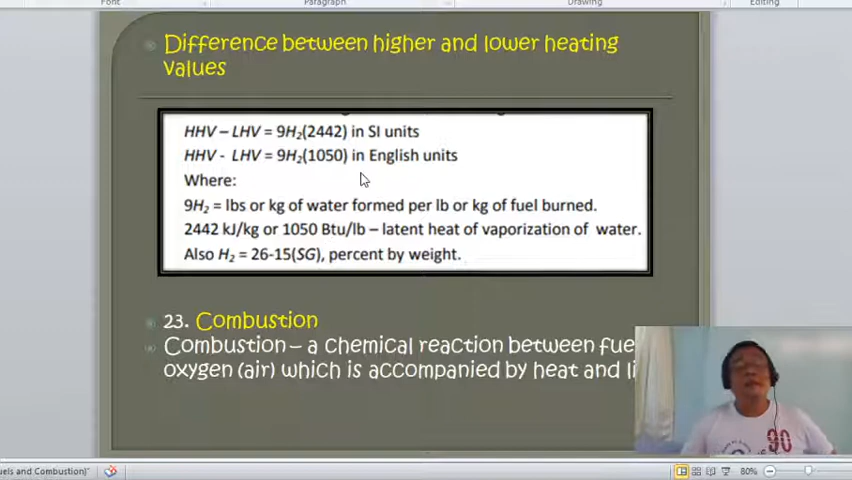 Font
Paragraph
Drawing
Editing
Difference between higher and lower heating
values
HHV – LHV = 9H₂(2442) in SI units
HHV - LHV = 9H₂(1050) in English units
Where:
9H₂ = lbs or kg of water formed per lb or kg of fuel burned.
2442 kJ/kg or 1050 Btu/lb – latent heat of vaporization of water.
Also H₂ = 26-15(SG), percent by weight.
23. Combustion
Combustion – a chemical reaction between
oxygen (air) which is accompanied by heat and
90
uels and Combustion)"
80%